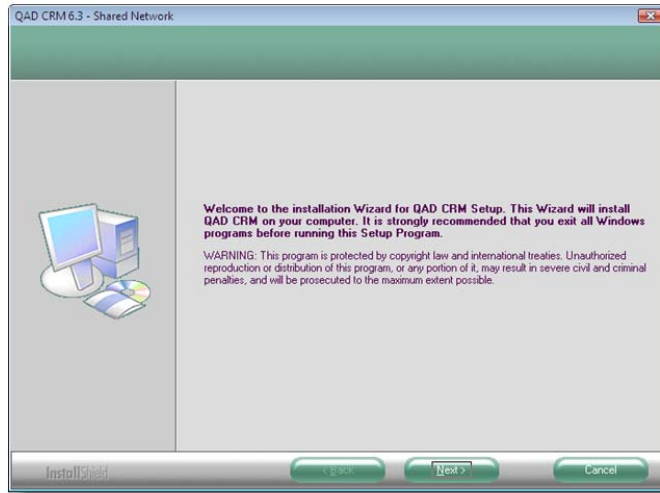 QAD CRM 6.3 - Shared Network
Welcome to the installation Wizard for QAD CRM Setup. This Wizard will install
QAD CRM on your computer. It is strongly recommended that you exit all Windows
programs before running this Setup Program.
WARNING: This program is protected by copyright law and international treaties. Unauthorized
reproduction or distribution of this program, or any portion of it, may result in severe civil and criminal
penalties, and will be prosecuted to the maximum extent possible.
InstallShield
< Back
Next >
Cancel